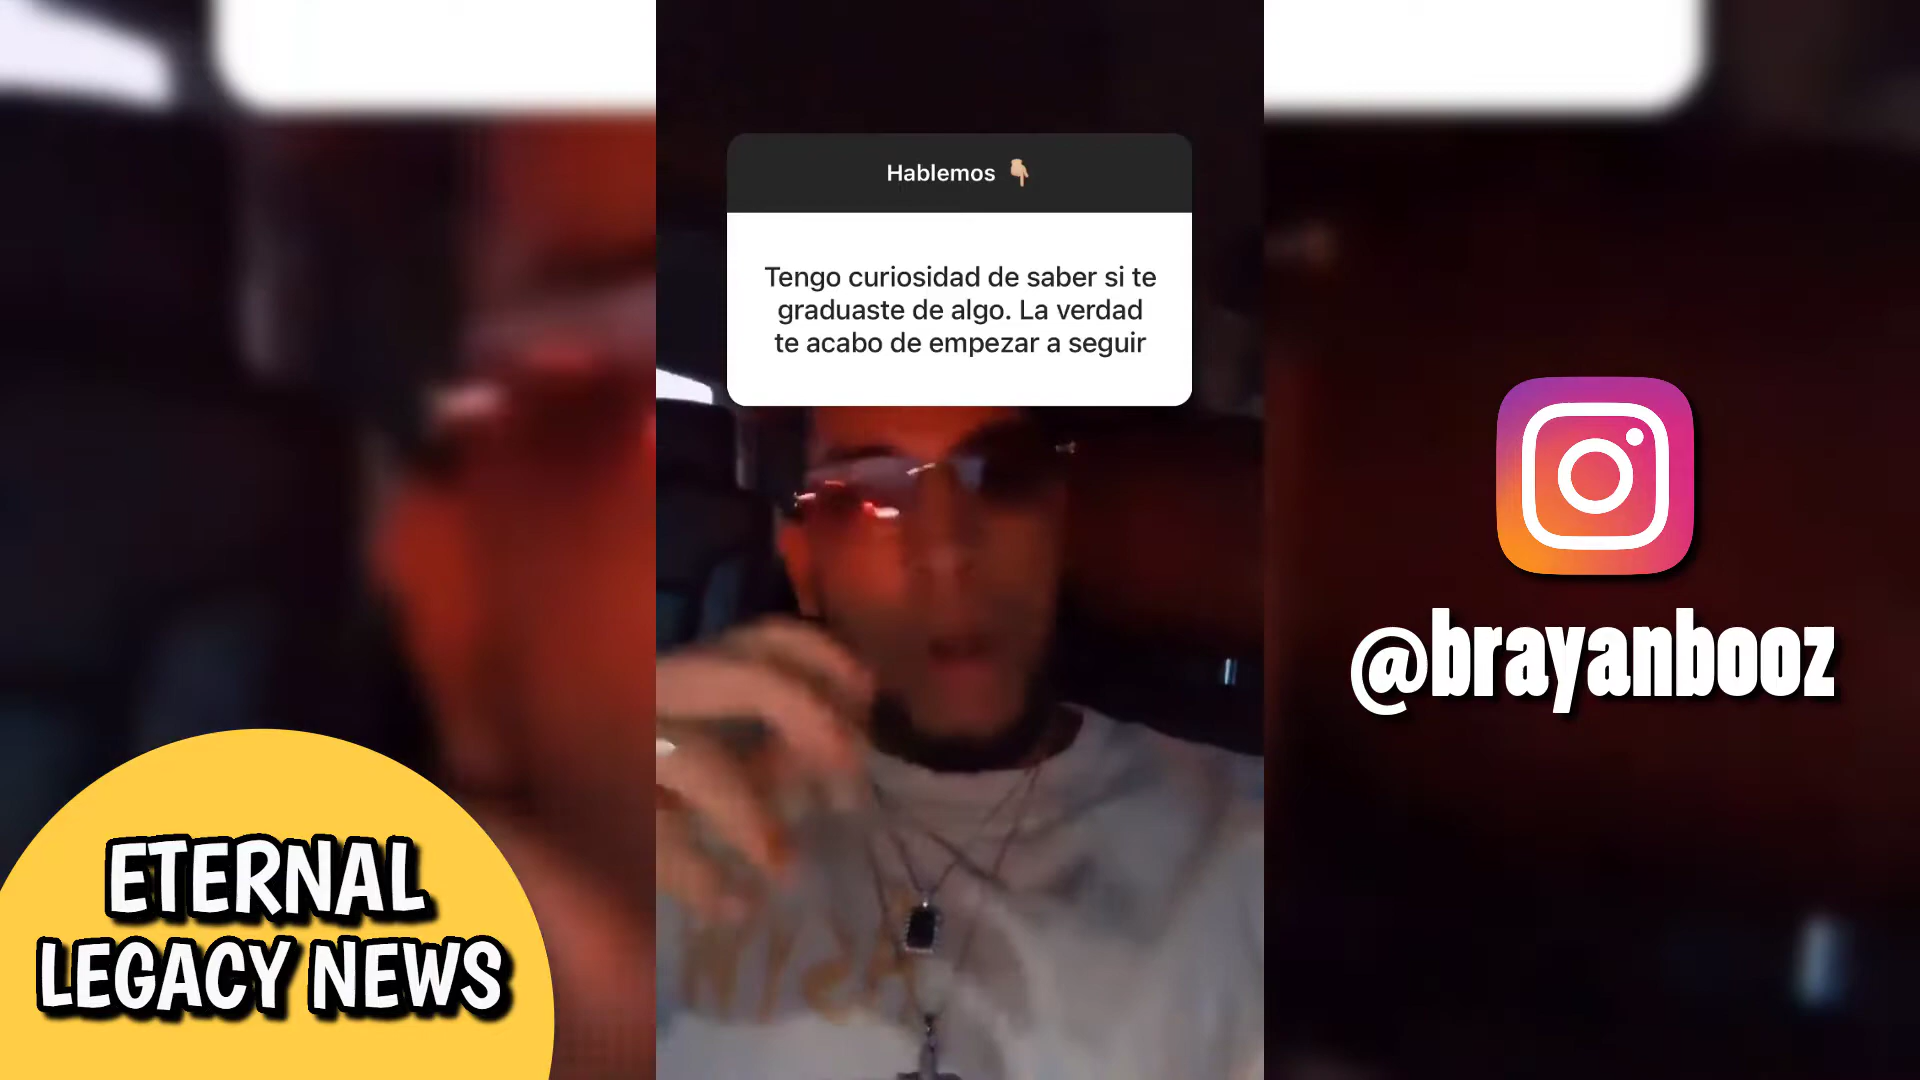 Hablemos 👇🏼
Tengo curiosidad de saber si te
graduaste de algo. La verdad
te acabo de empezar a seguir
@brayanbooz
ETERNAL
LEGACY NEWS